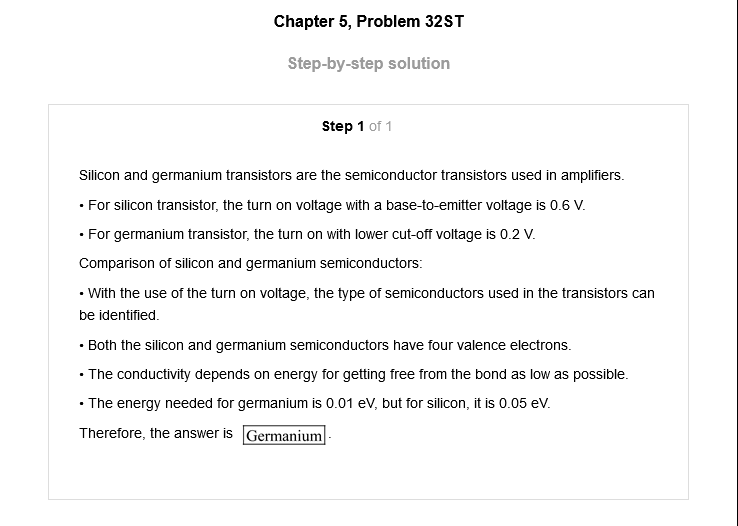 Chapter 5, Problem 32ST
Step-by-step solution
Step 1 of 1
Silicon and germanium transistors are the semiconductor transistors used in amplifiers.
• For silicon transistor, the turn on voltage with a base-to-emitter voltage is 0.6 V.
• For germanium transistor, the turn on with lower cut-off voltage is 0.2 V.
Comparison of silicon and germanium semiconductors:
• With the use of the turn on voltage, the type of semiconductors used in the transistors can
be identified.
• Both the silicon and germanium semiconductors have four valence electrons.
• The conductivity depends on energy for getting free from the bond as low as possible.
• The energy needed for germanium is 0.01 eV, but for silicon, it is 0.05 eV.
Therefore, the answer is Germanium.